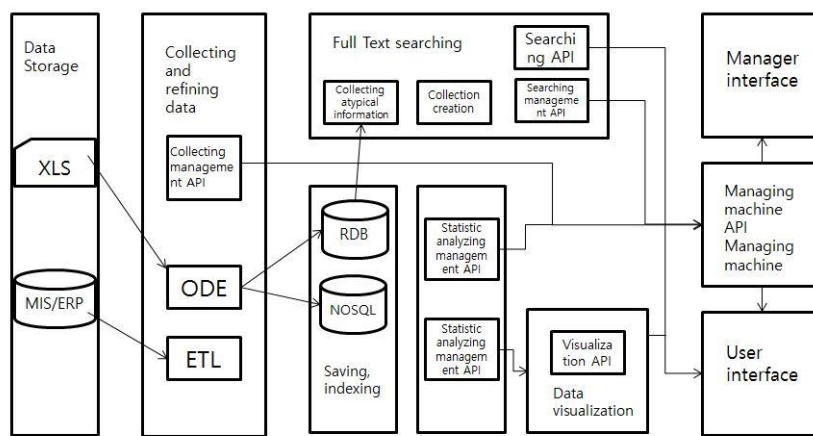 Data
Storage
XLS
MIS/ERP
Collecting
and
refining
data
Collecting
manageme
nt API
ODE
ETL
Full Text searching
Collecting
atypical
information
Collection
creation
Searchi
ng API
Searching
managem
ent API
RDB
NOSQL
Saving,
indexing
Statistic
analyzing
managem
ent API
Statistic
analyzing
managem
ent API
Visualiza
tion API
Data
visualization
Manager
interface
Managing
machine
API
Managing
machine
User
interface